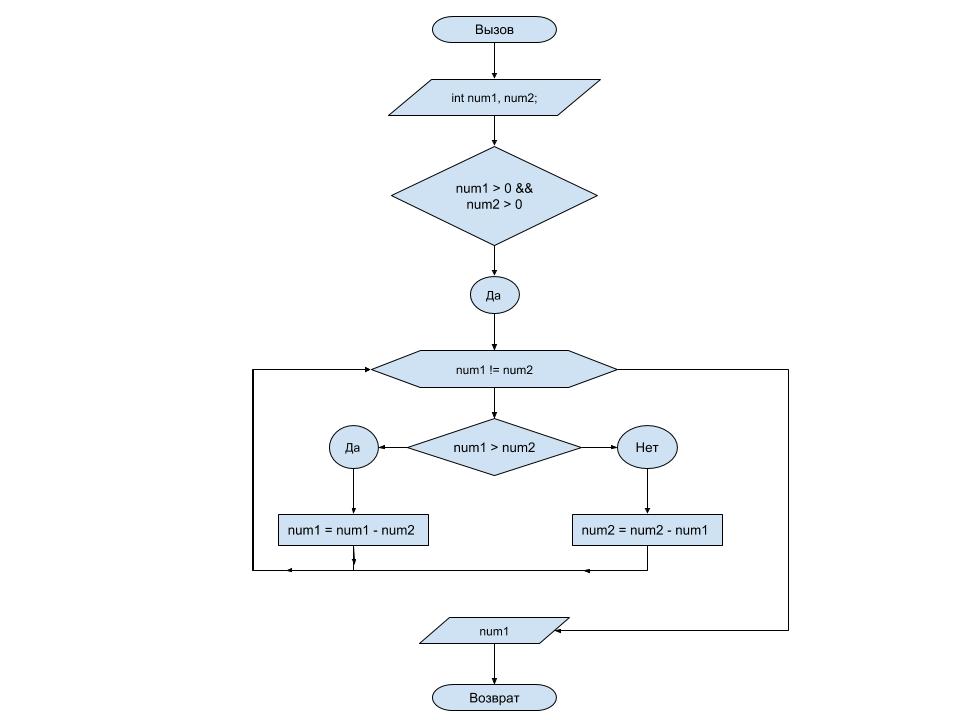 Вызов
int num1, num2;
num1 > 0 &&
num2 > 0
Да
num1 != num2
Да
num1 > num2
Нет
num1 = num1 - num2
num2 = num2 - num1
num1
Возврат